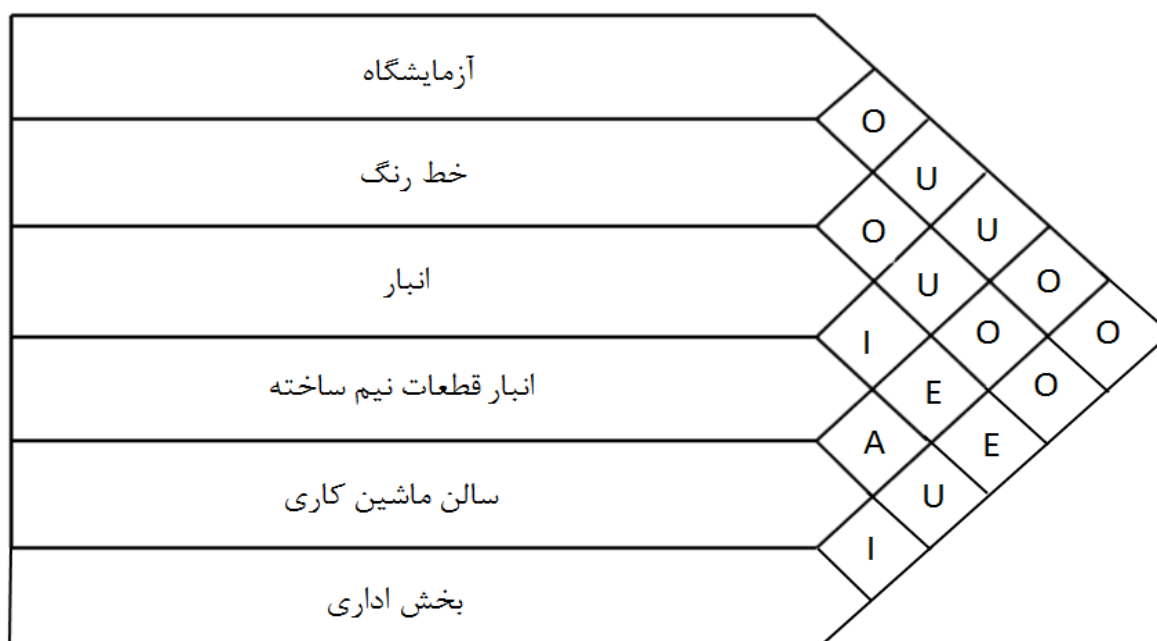 آزمایشگاه
خط رنگ
انبار
انبار قطعات نیم ساخته
سالن ماشین کاری
بخش اداری
O
U
O
U
U
O
I
O
O
E
O
A
E
U
I